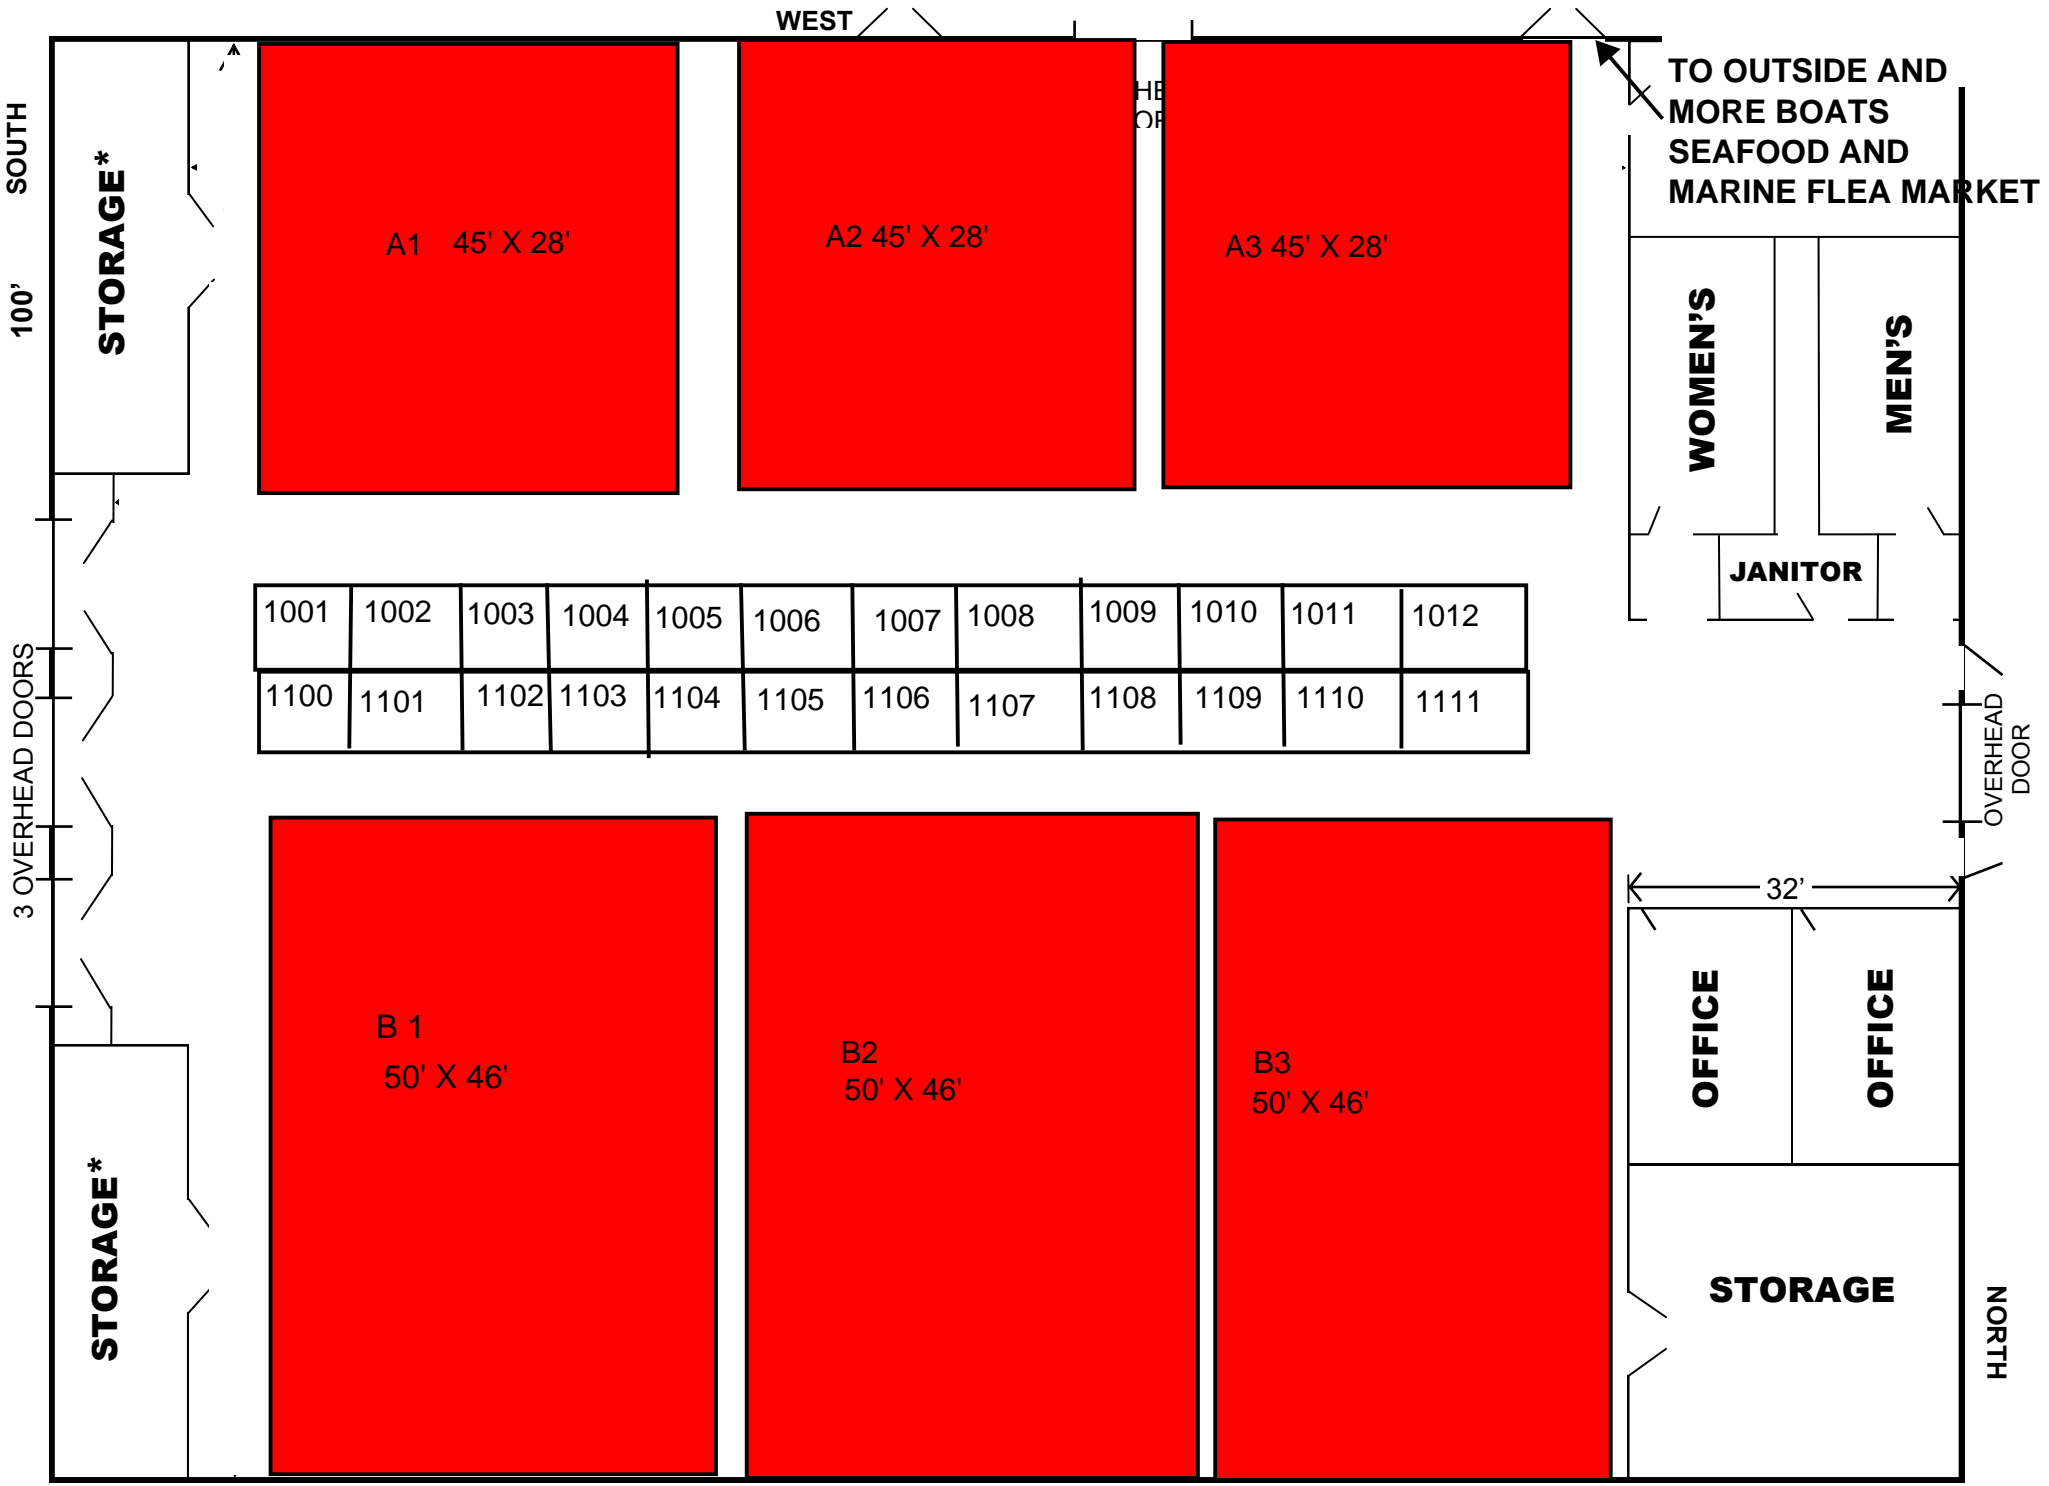 WEST
TO OUTSIDE AND
MORE BOATS
SEAFOOD AND
MARINE FLEA MARKET
SOUTH
100’
STORAGE*
A1 45' X 28'
A2 45' X 28'
A3 45' X 28'
WOMEN’S
MEN’S
JANITOR
1001 1002 1003 1004 1005 1006 1007 1008 1009 1010 1011 1012
1100 1101 1102 1103 1104 1105 1106 1107 1108 1109 1110 1111
3 OVERHEAD DOORS
OVERHEAD
DOOR
32’
B 1
50' X 46'
B2
50' X 46'
B3
50' X 46'
OFFICE
OFFICE
STORAGE*
STORAGE
NORTH